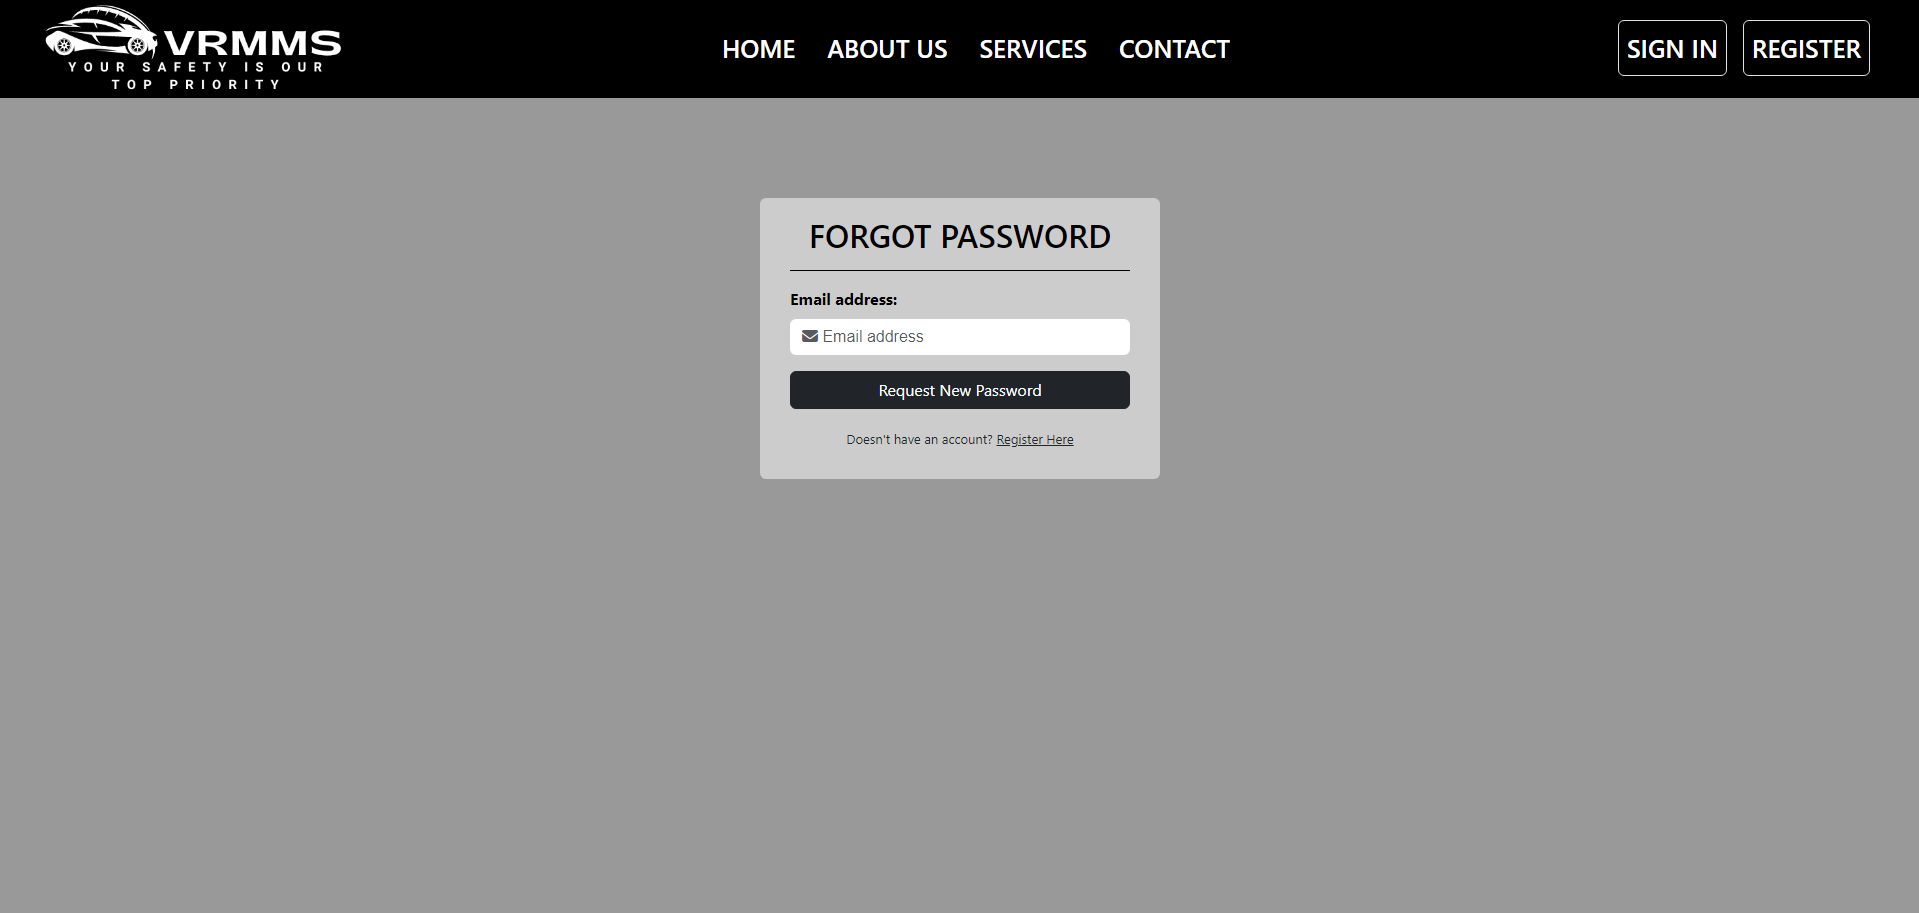 VRMMS
YOUR SAFETY IS OUR
TOP PRIORITY
HOME ABOUT US SERVICES CONTACT
SIGN IN REGISTER
FORGOT PASSWORD
Email address:
Email address
Request New Password
Doesn't have an account? Register Here